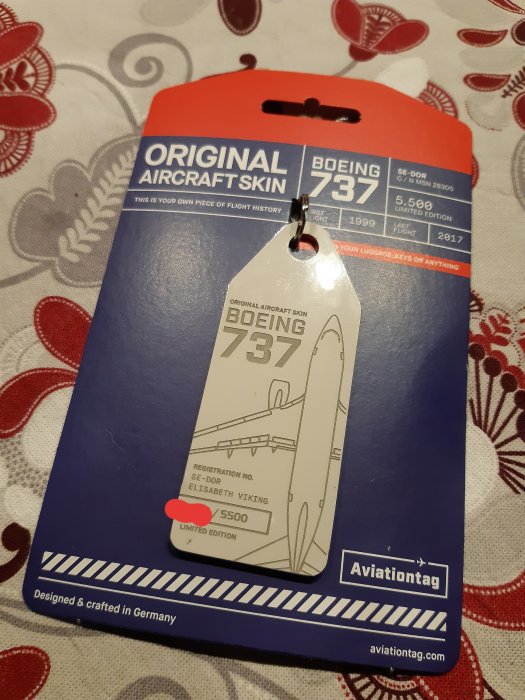 ORIGINAL
AIRCRAFT SKIN
THIS IS YOUR OWN PIECE OF FLIGHT HISTORY
BOEING
737
SE-DOR
C / N MSN 28305
5.500
LIMITED EDITION
1999
LAST
FLIGHT
2017
YOUR LUGGAGE, KEYS OR ANYTHING
ORIGINAL AIRCRAFT SKIN
BOEING
737
REGISTRATION NO.
SE-DOR
ELISABETH VIKING
/ 5500
LIMITED EDITION
Aviationtag
Designed & crafted in Germany
aviationtag.com